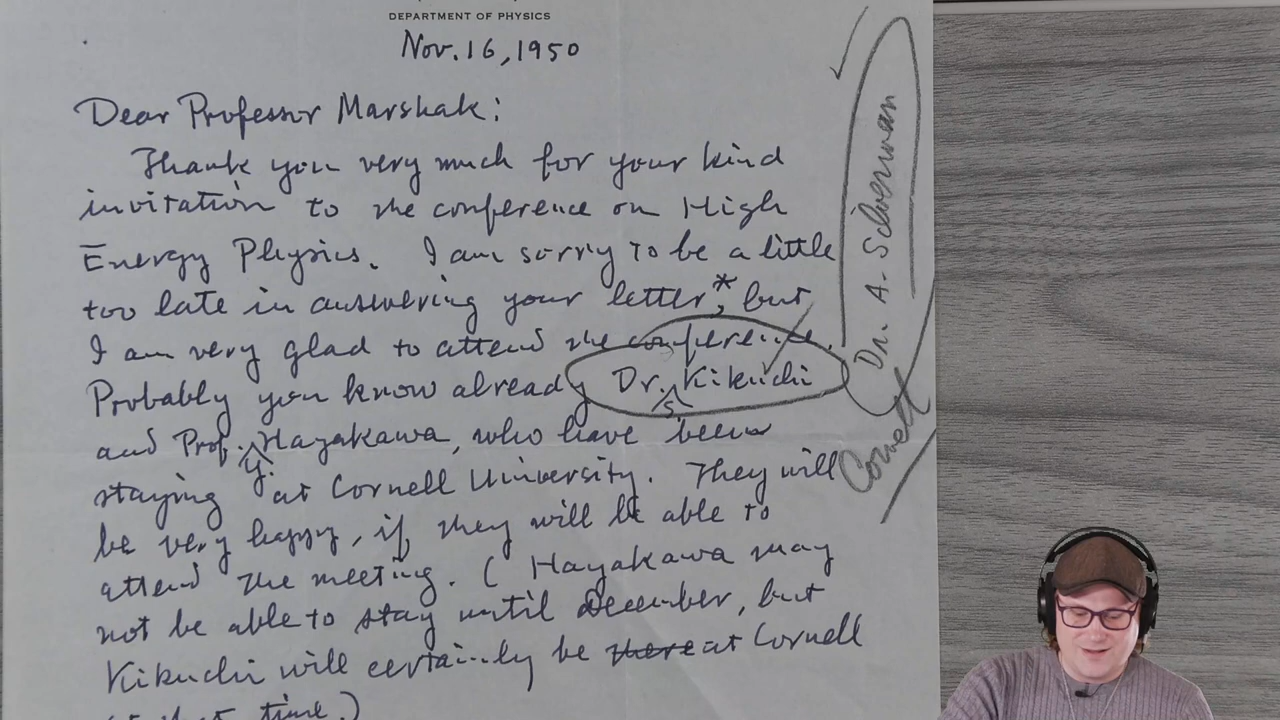 DEPARTMENT OF PHYSICS
Nov. 16, 1950
Dear Professor Marshak:
Thank you very much for your kind
invitation to the conference on High
Energy Physics. I am sorry to be a little
too late in answering your letter,* but
I am very glad to attend the conference.
Probably you know already Dr. S. Kikuchi
and Prof. Hayakawa, who have been
staying at Cornell University. They will
be very happy, if they will be able to
attend the meeting. ( Hayakawa may
not be able to stay until December, but
Kikuchi will certainly be there at Cornell
time.)
Dr. A. Silverman
Cornell